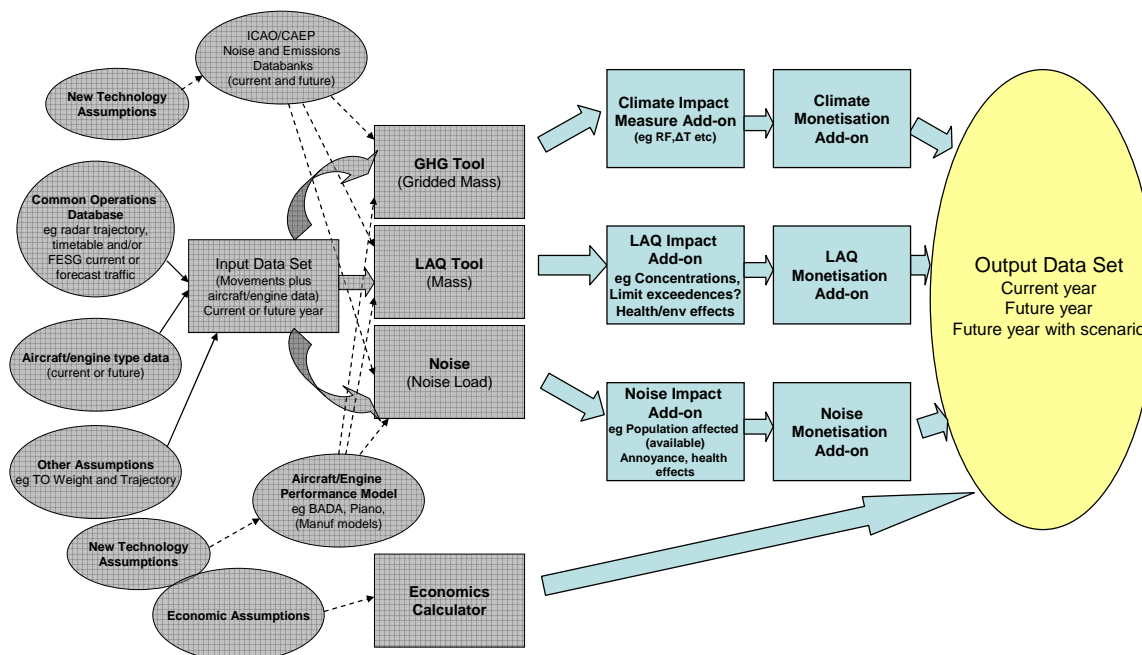 ICAO/CAEP
Noise and Emissions
Databanks
(current and future)
New Technology
Assumptions
Common Operations
Database
eg radar trajectory,
timetable and/or
FESG current or
forecast traffic
Aircraft/engine type data
(current or future)
Other Assumptions
eg TO Weight and Trajectory
New Technology
Assumptions
Economic Assumptions
Input Data Set
(Movements plus
aircraft/engine data)
Current or future year
Aircraft/Engine
Performance Model
eg BADA, Piano,
(Manuf models)
GHG Tool
(Gridded Mass)
LAQ Tool
(Mass)
Noise
(Noise Load)
Economics
Calculator
Climate Impact
Measure Add-on
(eg RF,ΔT etc)
Climate
Monetisation
Add-on
LAQ Impact
Add-on
eg Concentrations,
Limit exceedences?
Health/env effects
LAQ
Monetisation
Add-on
Noise Impact
Add-on
eg Population affected
(available)
Annoyance, health
effects
Noise
Monetisation
Add-on
Output Data Set
Current year
Future year
Future year with scenario